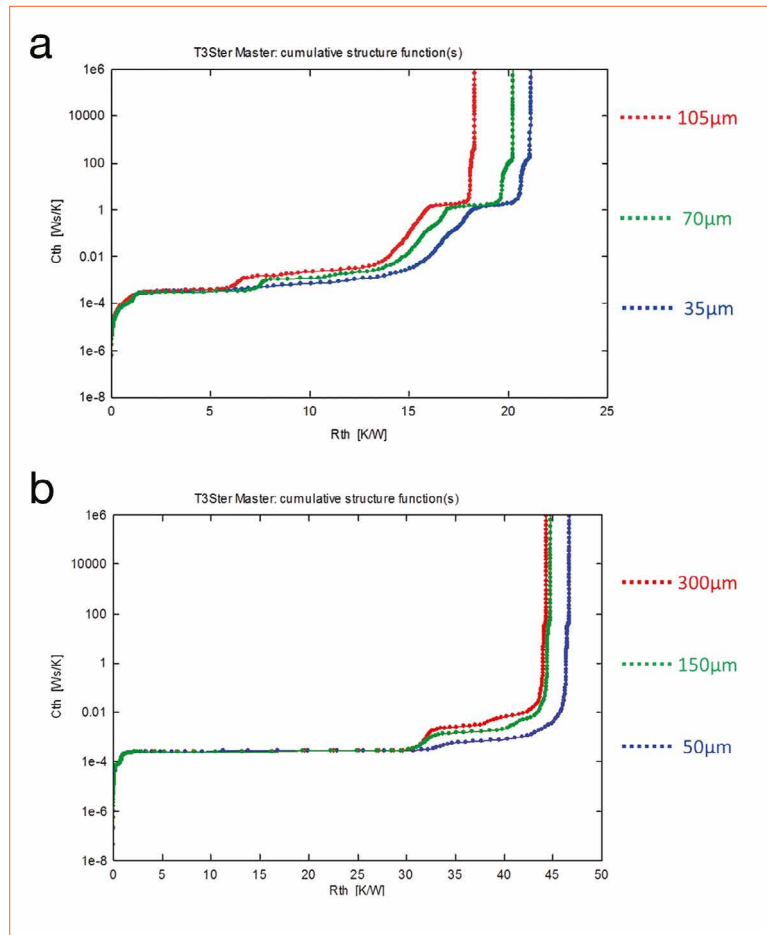 a
T3Ster Master: cumulative structure function(s)
1e6
10000
100
1
0.01
1e-4
1e-6
1e-8
Cth [Ws/K]
0 5 10 15 20 25
Rth [K/W]
105μm
70μm
35μm
b
T3Ster Master: cumulative structure function(s)
1e6
10000
100
1
0.01
1e-4
1e-6
1e-8
Cth [Ws/K]
0 5 10 15 20 25 30 35 40 45 50
Rth [K/W]
300μm
150μm
50μm